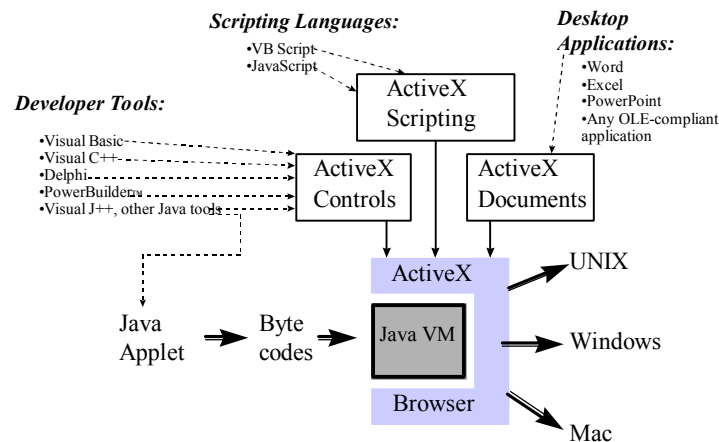 Scripting Languages:
•VB Script
•JavaScript
Desktop
Applications:
•Word
•Excel
•PowerPoint
•Any OLE-compliant
application
Developer Tools:
•Visual Basic
•Visual C++
•Delphi
•PowerBuilder™
•Visual J++, other Java tools
ActiveX
Scripting
ActiveX
Controls
ActiveX
Documents
ActiveX
Java VM
Browser
Java
Applet
Byte
codes
UNIX
Windows
Mac